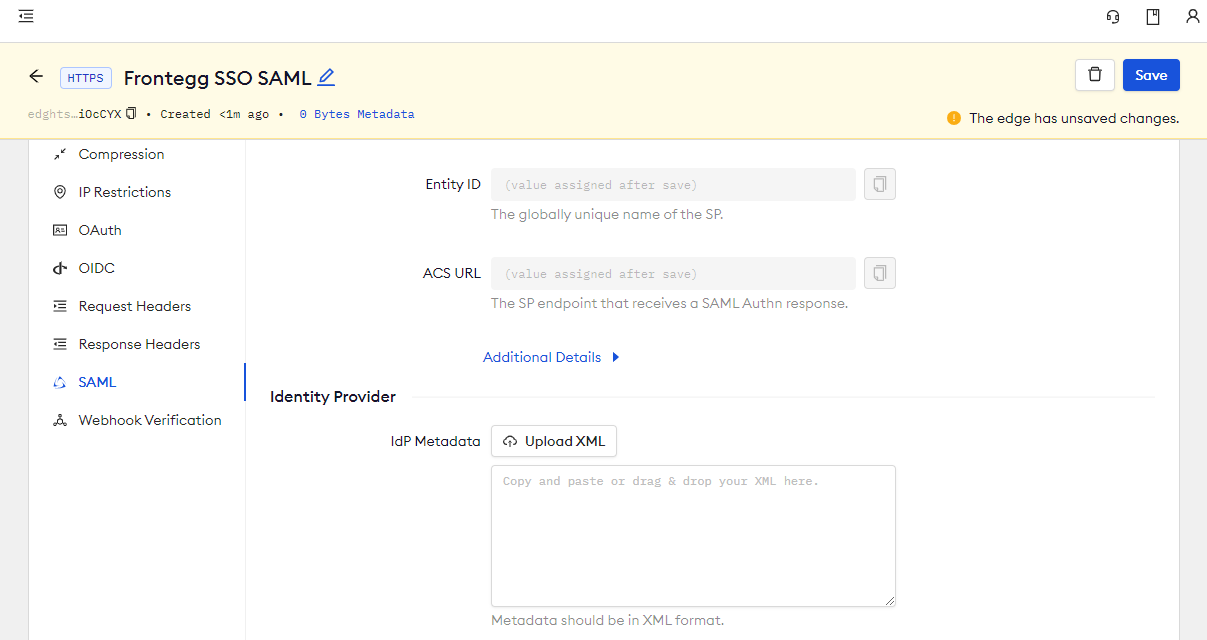 HTTPS Frontegg SSO SAML
Save
edghts…iOcCYX • Created <1m ago • 0 Bytes Metadata
The edge has unsaved changes.
Compression
IP Restrictions
OAuth
OIDC
Request Headers
Response Headers
SAML
Webhook Verification
Entity ID (value assigned after save)
The globally unique name of the SP.
ACS URL (value assigned after save)
The SP endpoint that receives a SAML Authn response.
Additional Details
Identity Provider
IdP Metadata Upload XML
Copy and paste or drag & drop your XML here.
Metadata should be in XML format.